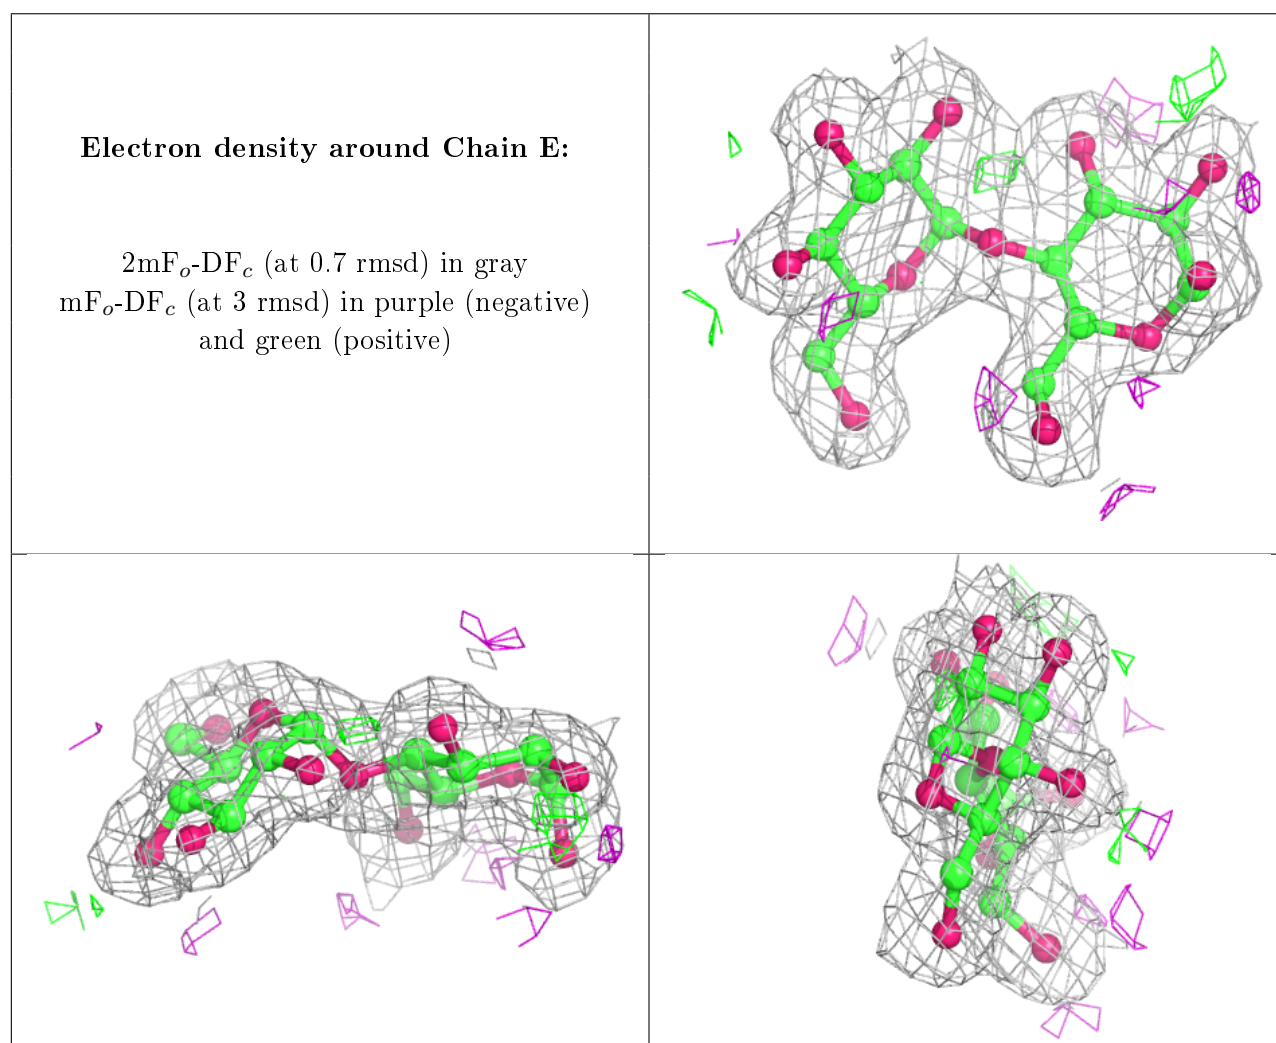 Electron density around Chain E:
2mFo-DFc (at 0.7 rmsd) in gray
mFo-DFc (at 3 rmsd) in purple (negative)
and green (positive)